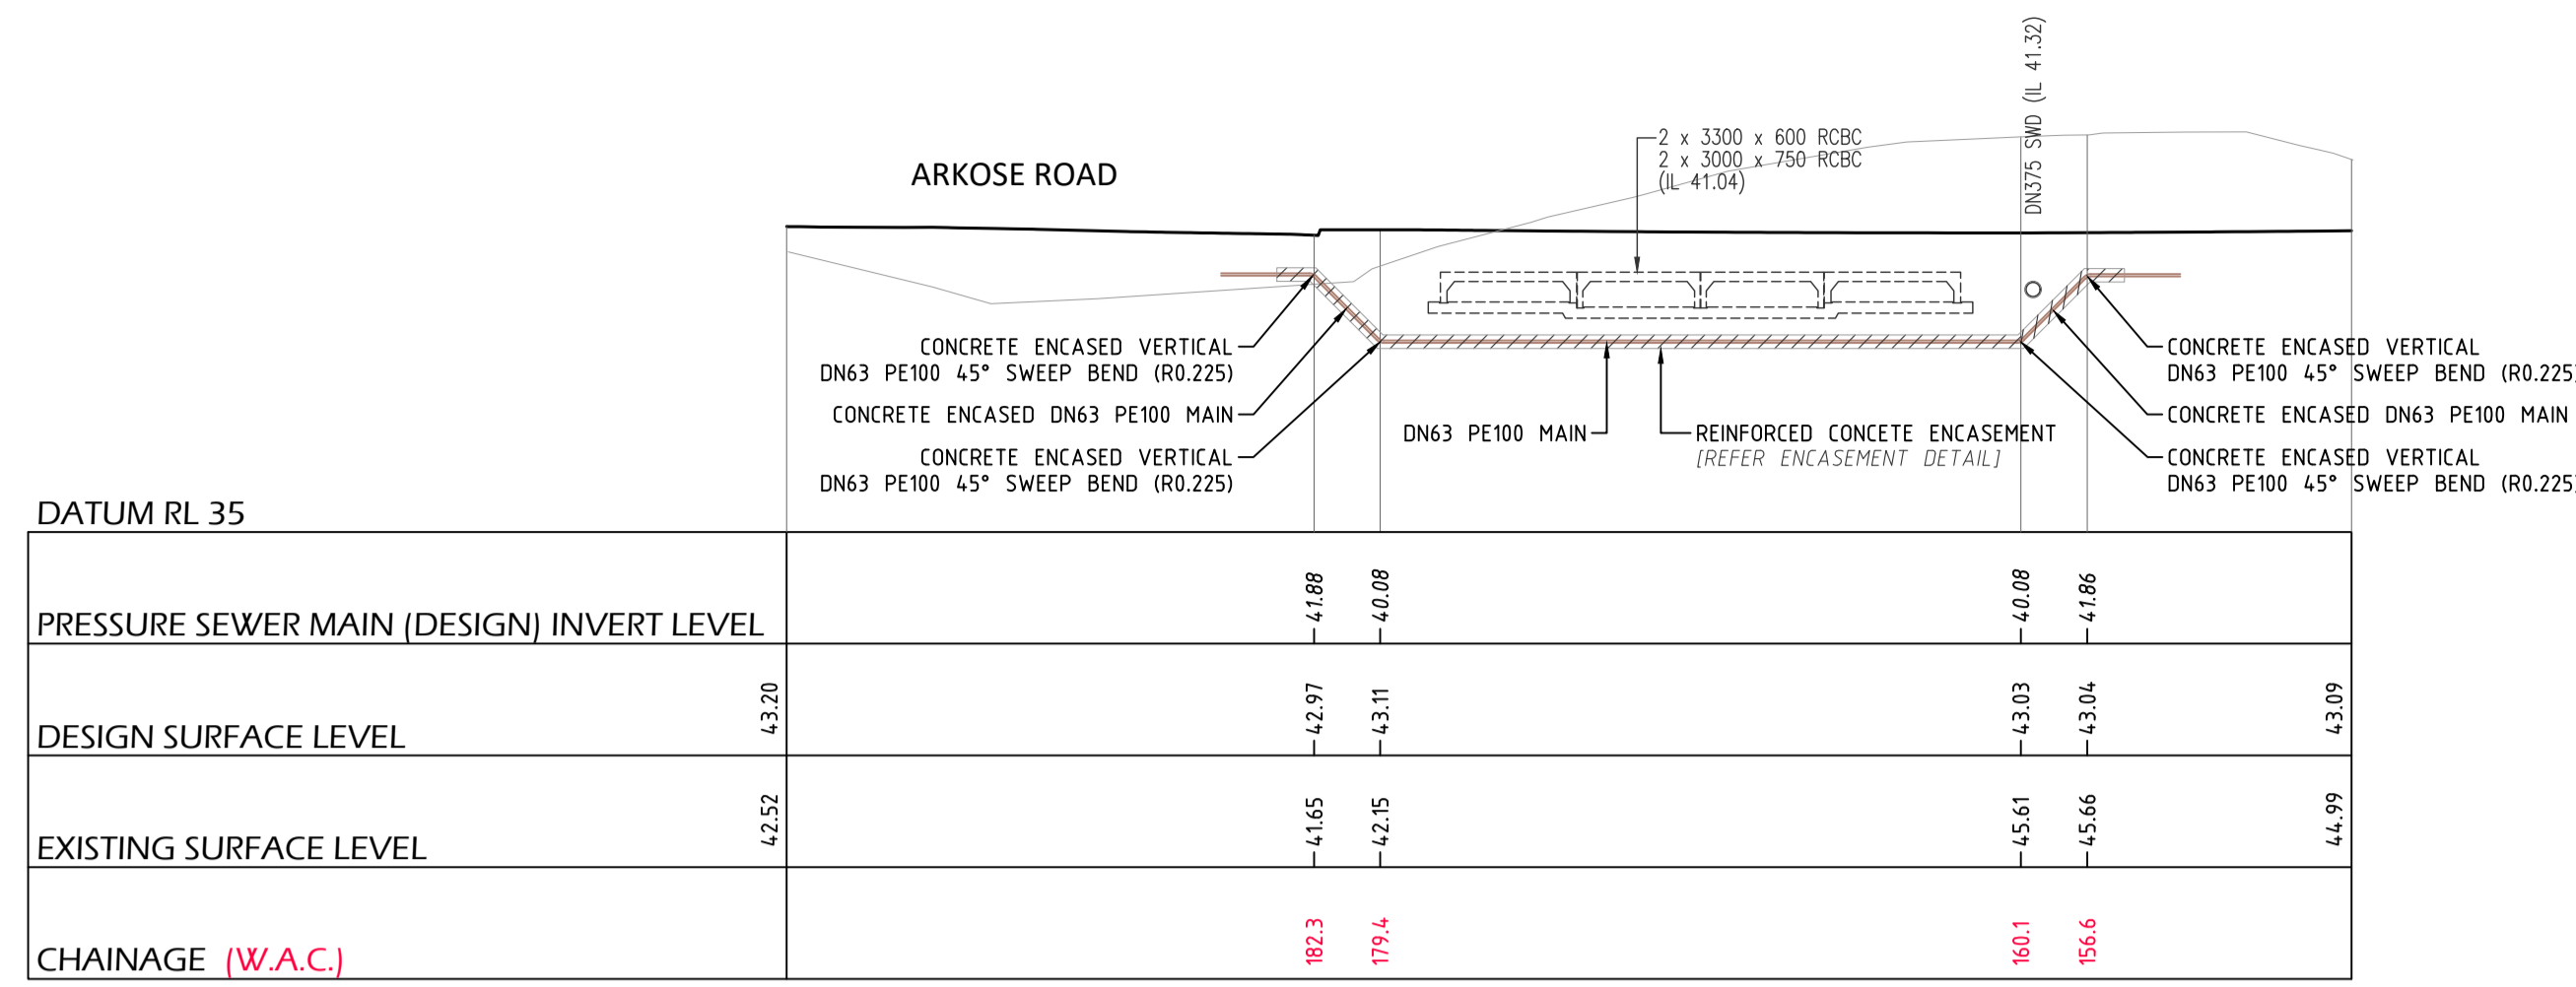 DN375 SWD (IL 41.32)
2 x 3300 x 600 RCBC
2 x 3000 x 750 RCBC
(IL 41.04)
ARKOSE ROAD
CONCRETE ENCASED VERTICAL
DN63 PE100 45° SWEEP BEND (R0.225)
CONCRETE ENCASED DN63 PE100 MAIN
CONCRETE ENCASED VERTICAL
DN63 PE100 45° SWEEP BEND (R0.225)
DN63 PE100 MAIN
REINFORCED CONCETE ENCASEMENT
[REFER ENCASEMENT DETAIL]
CONCRETE ENCASED VERTICAL
DN63 PE100 45° SWEEP BEND (R0.225)
CONCRETE ENCASED DN63 PE100 MAIN
CONCRETE ENCASED VERTICAL
DN63 PE100 45° SWEEP BEND (R0.225)
DATUM RL 35
PRESSURE SEWER MAIN (DESIGN) INVERT LEVEL 41.88 40.08 40.08 41.86
DESIGN SURFACE LEVEL 43.20 42.97 43.11 43.03 43.04 43.09
EXISTING SURFACE LEVEL 42.52 41.65 42.15 45.61 45.66 44.99
CHAINAGE (W.A.C.) 182.3 179.4 160.1 156.6